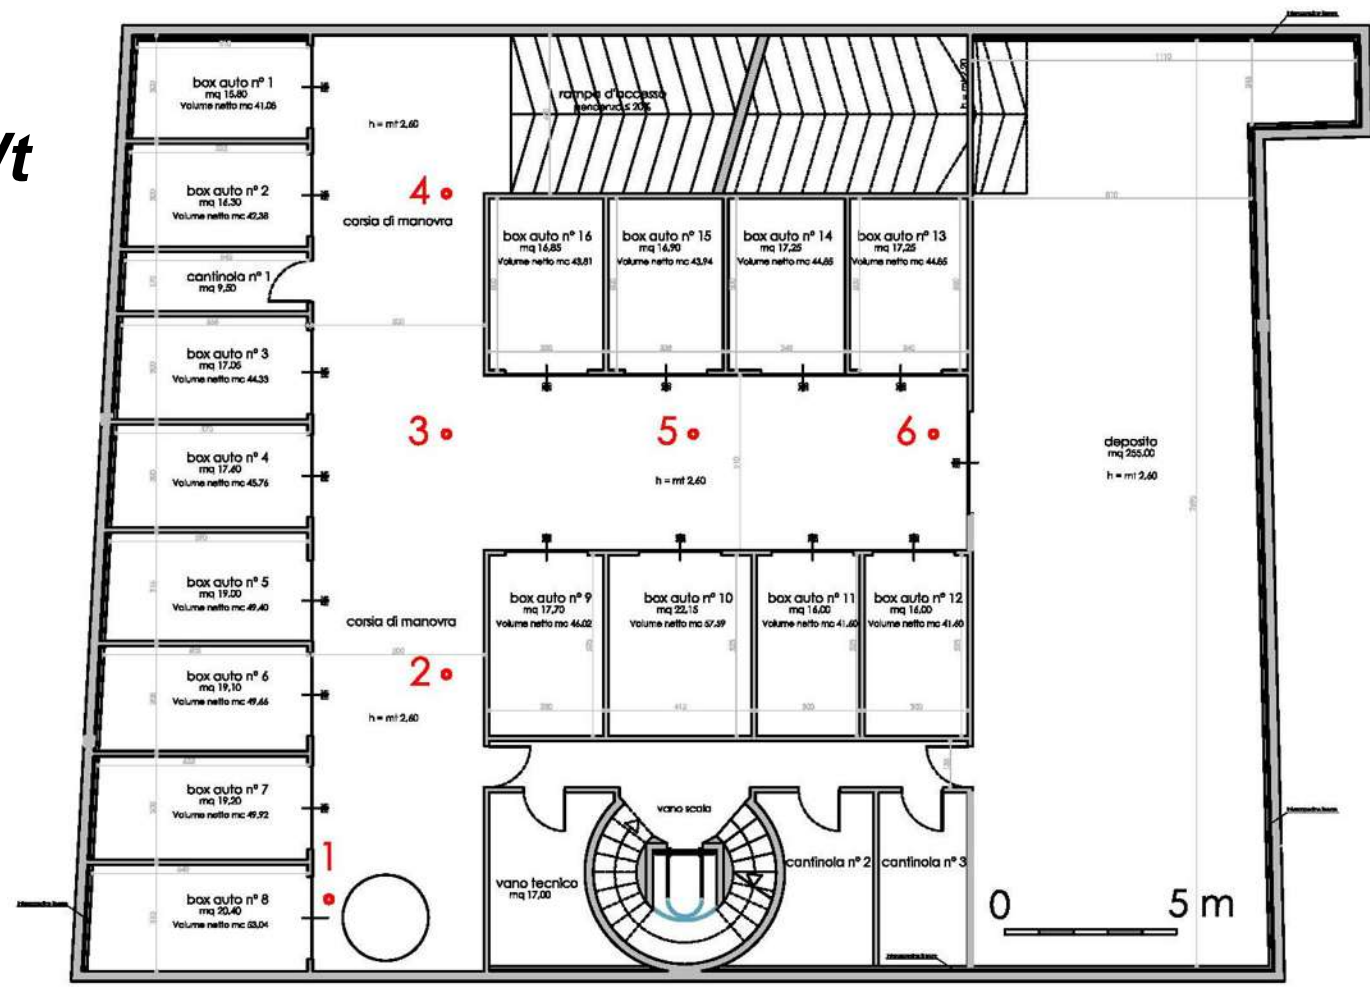 Vt
box auto n° 1
mq 15,80
Volume netto mc 41,08
box auto n° 2
mq 16,30
Volume netto mc 42,38
cantinola n° 1
mq 9,50
box auto n° 3
mq 17,05
Volume netto mc 44,33
box auto n° 4
mq 17,60
Volume netto mc 45,76
box auto n° 5
mq 19,00
Volume netto mc 49,40
box auto n° 6
mq 19,10
Volume netto mc 49,66
box auto n° 7
mq 19,20
Volume netto mc 49,92
box auto n° 8
mq 20,40
Volume netto mc 53,04
h = mt 2,60
4
corsia di manovra
3
corsia di manovra
2
h = mt 2,60
1
rampa d'accesso
pendenza ≤ 20%
box auto n° 16
mq 16,85
Volume netto mc 43,81
box auto n° 15
mq 16,90
Volume netto mc 43,94
box auto n° 14
mq 17,25
Volume netto mc 44,85
box auto n° 13
mq 17,25
Volume netto mc 44,85
5
6
h = mt 2,60
box auto n° 9
mq 17,70
Volume netto mc 46,02
box auto n° 10
mq 22,15
Volume netto mc 57,59
box auto n° 11
mq 16,00
Volume netto mc 41,60
box auto n° 12
mq 16,00
Volume netto mc 41,60
vano scala
vano tecnico
mq 17,00
cantinola n° 2
cantinola n° 3
deposito
mq 255,00
h = mt 2,60
1110
810
0 5 m